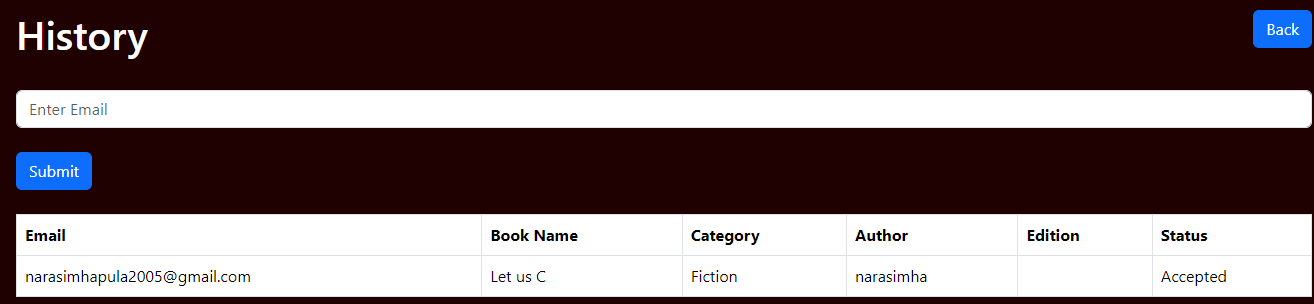 History
Back
Enter Email
Submit
Email Book Name Category Author Edition Status
narasimhapula2005@gmail.com Let us C Fiction narasimha Accepted